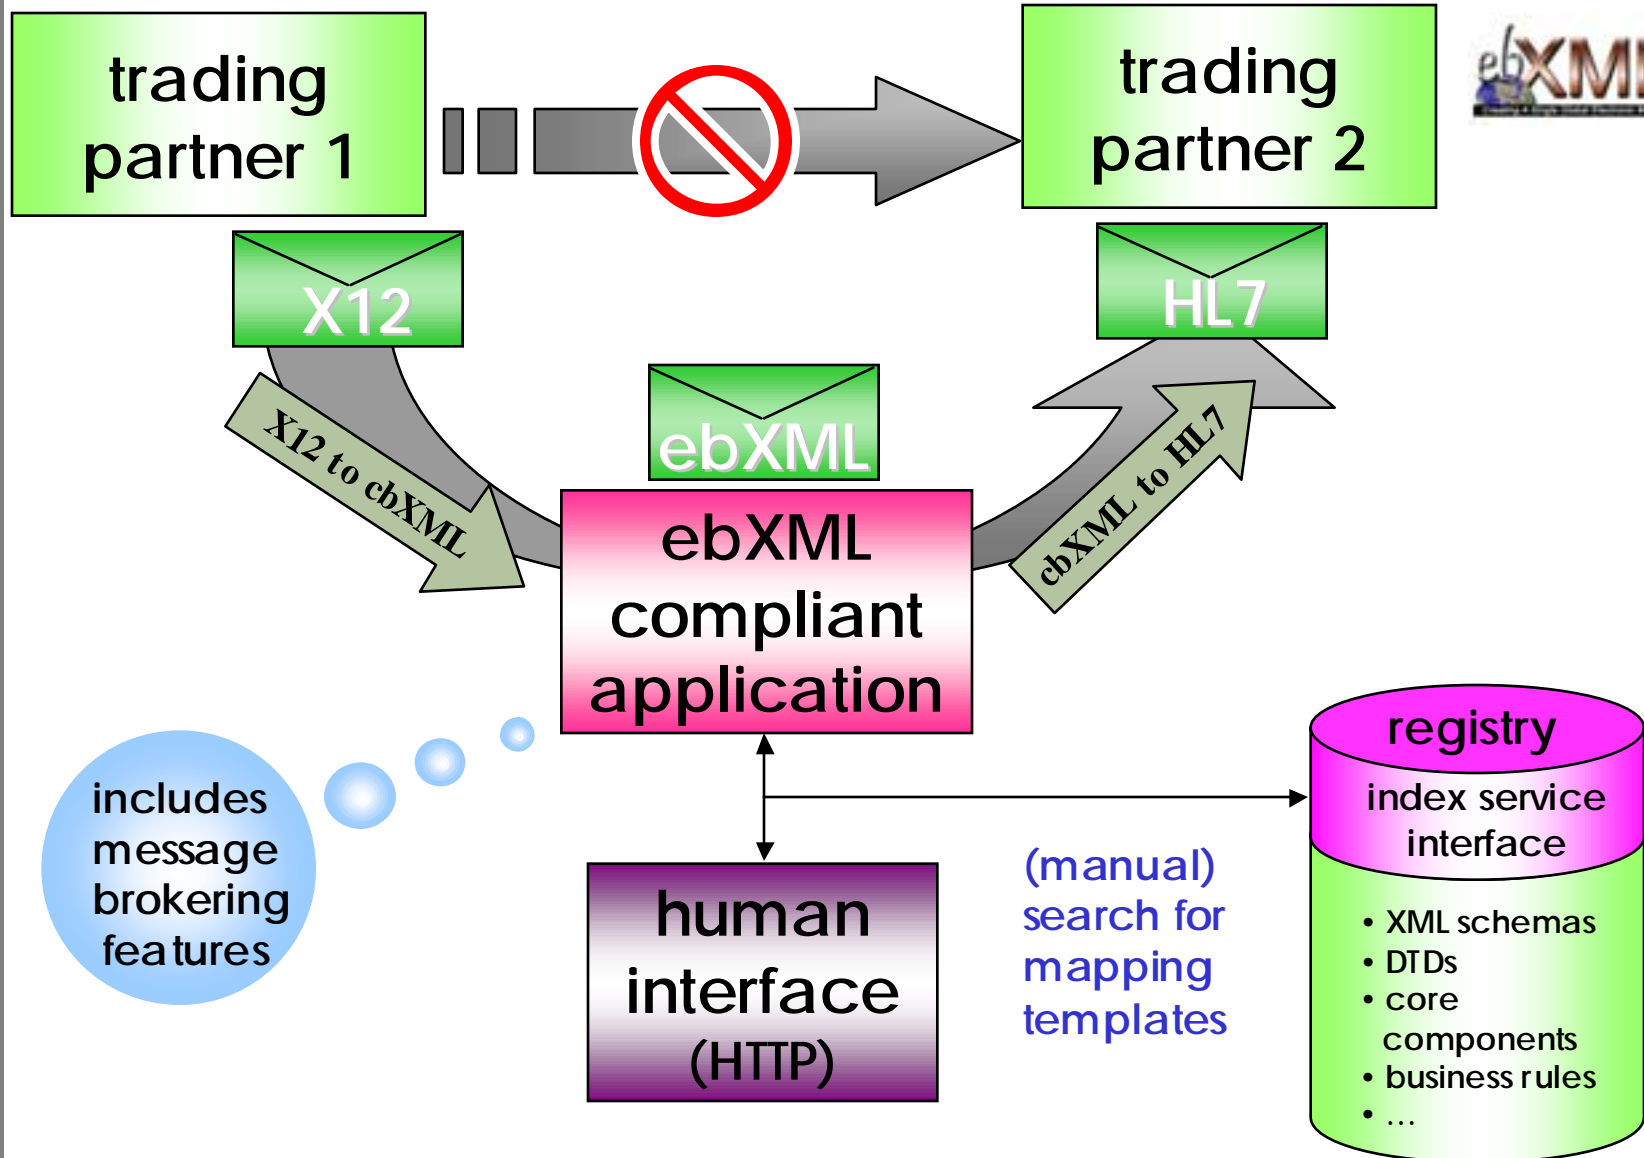 trading
partner 1
trading
partner 2
ebXML
X12
HL7
ebXML
X12 to cbXML
cbXML to HL7
ebXML
compliant
application
includes
message
brokering
features
human
interface
(HTTP)
(manual)
search for
mapping
templates
registry
index service
interface
• XML schemas
• DTDs
• core
components
• business rules
• ...